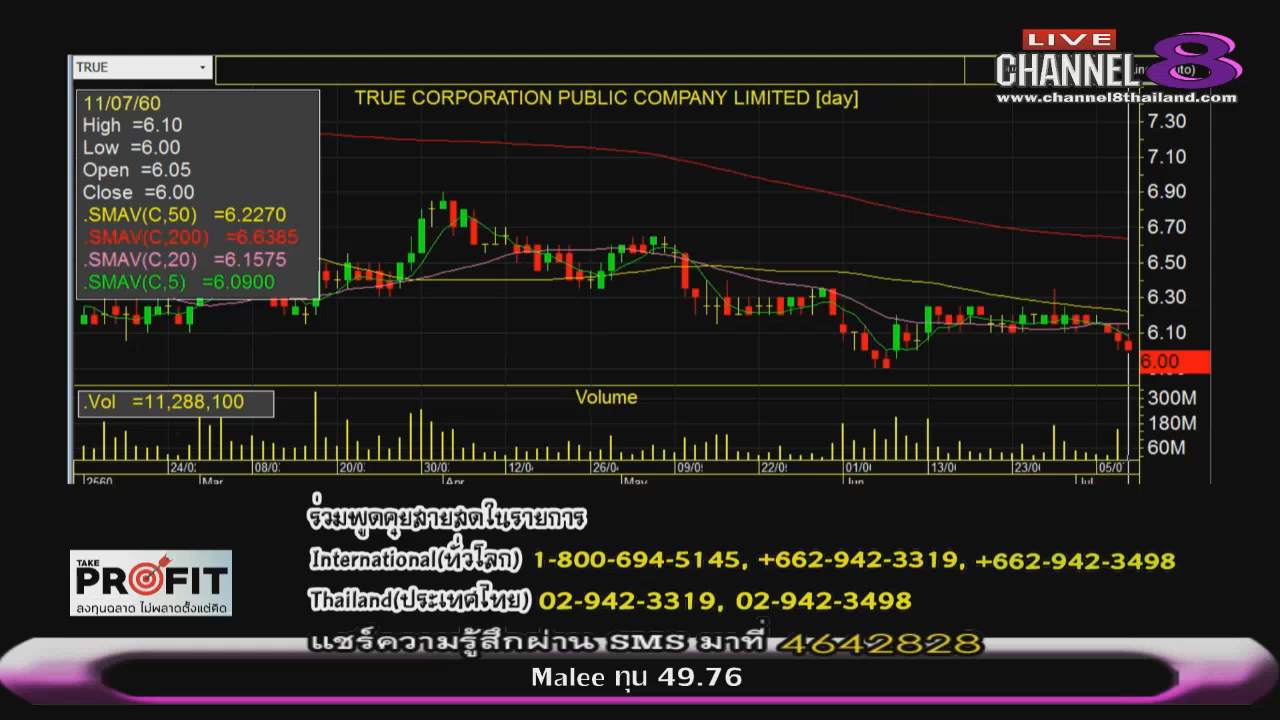 LIVE
CHANNEL 8
www.channel8thailand.com
TRUE
TRUE CORPORATION PUBLIC COMPANY LIMITED [day]
11/07/60
High =6.10
Low =6.00
Open =6.05
Close =6.00
.SMAV(C,50) =6.2270
.SMAV(C,200) =6.6385
.SMAV(C,20) =6.1575
.SMAV(C,5) =6.0900
7.30
7.10
6.90
6.70
6.50
6.30
6.10
6.00
.Vol =11,288,100
Volume
300M
180M
60M
24/0 08/0 20/0 30/0 12/0 26/0 09/0 22/0 01/0 13/0 23/0 05/0
2560 Mar Apr May Jun Jul
ร่วมพูดคุยสายสดในรายการ
International(ทั่วโลก) 1-800-694-5145, +662-942-3319, +662-942-3498
Thailand(ประเทศไทย) 02-942-3319, 02-942-3498
แชร์ความรู้สึกผ่าน SMS มาที่ 4642828
TAKE
PROFIT
ลงทุนฉลาด ไม่พลาดตั้งแต่คิด
Malee ทุน 49.76